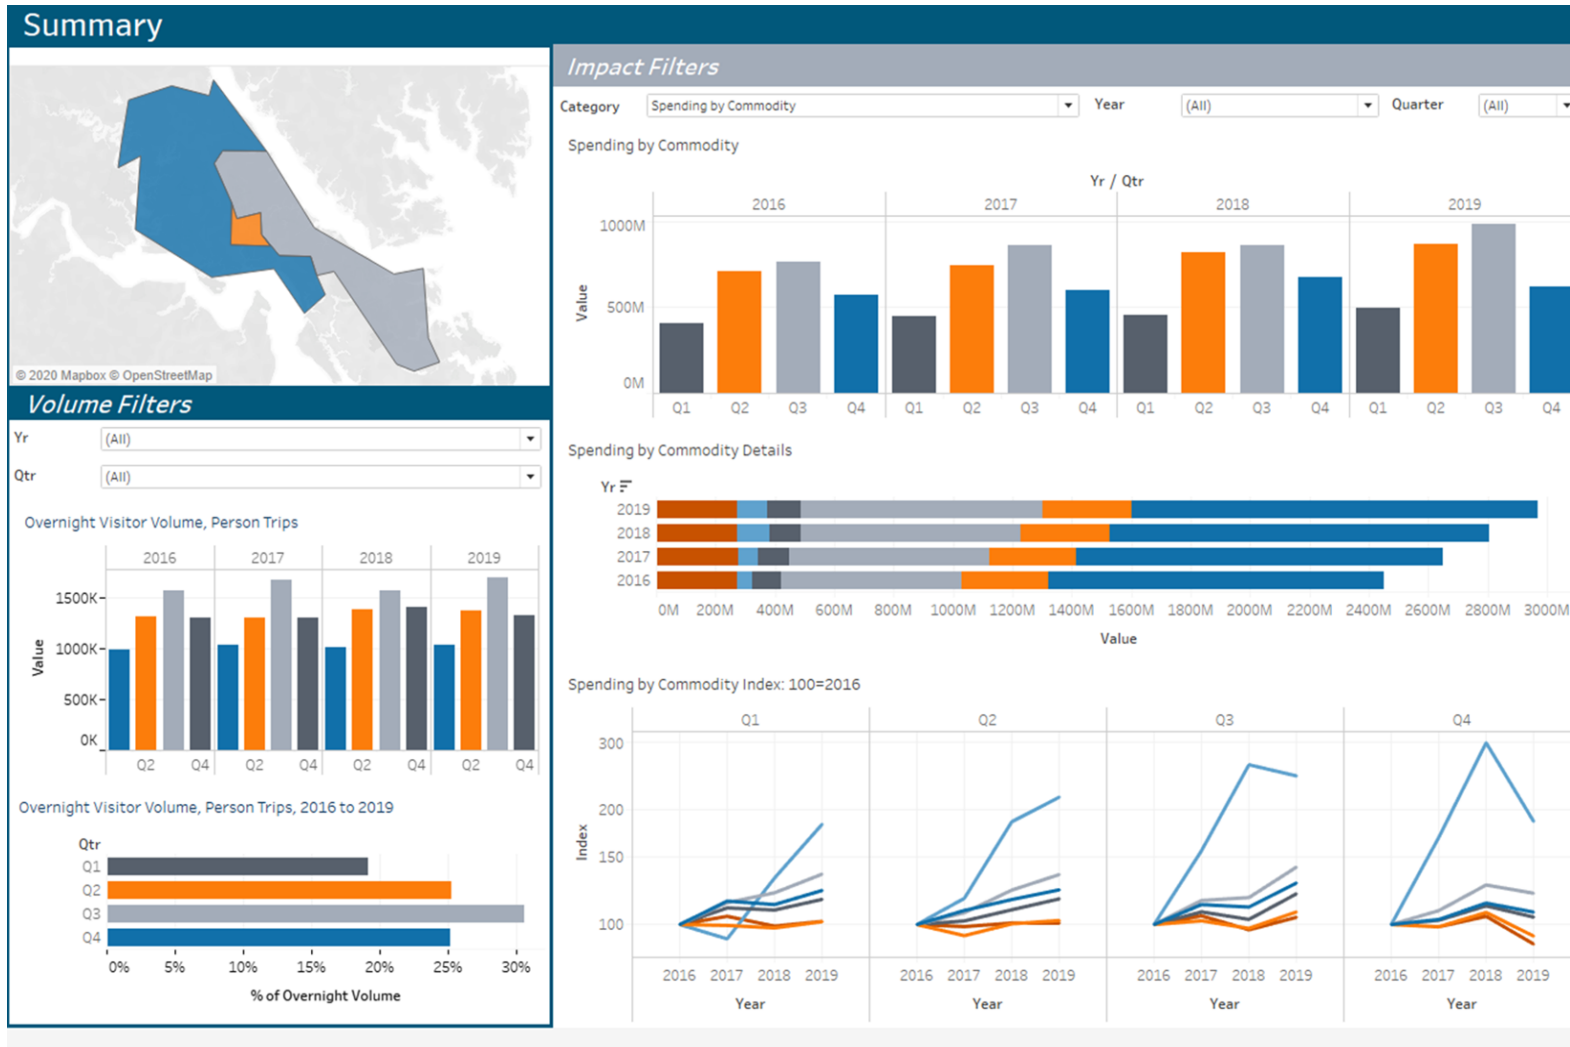 Summary
© 2020 Mapbox © OpenStreetMap
Volume Filters
Yr (All)
Qtr (All)
Overnight Visitor Volume, Person Trips
2016 2017 2018 2019
1500K
1000K
500K
0K
Value
Q2 Q4 Q2 Q4 Q2 Q4 Q2 Q4
Overnight Visitor Volume, Person Trips, 2016 to 2019
Qtr
Q1
Q2
Q3
Q4
0% 5% 10% 15% 20% 25% 30%
% of Overnight Volume
Impact Filters
Category Spending by Commodity Year (All) Quarter (All)
Spending by Commodity
Yr / Qtr
2016 2017 2018 2019
1000M
500M
0M
Value
Q1 Q2 Q3 Q4 Q1 Q2 Q3 Q4 Q1 Q2 Q3 Q4 Q1 Q2 Q3 Q4
Spending by Commodity Details
Yr
2019
2018
2017
2016
0M 200M 400M 600M 800M 1000M 1200M 1400M 1600M 1800M 2000M 2200M 2400M 2600M 2800M 3000M
Value
Spending by Commodity Index: 100=2016
Q1 Q2 Q3 Q4
300
200
150
100
Index
2016 2017 2018 2019 2016 2017 2018 2019 2016 2017 2018 2019 2016 2017 2018 2019
Year Year Year Year